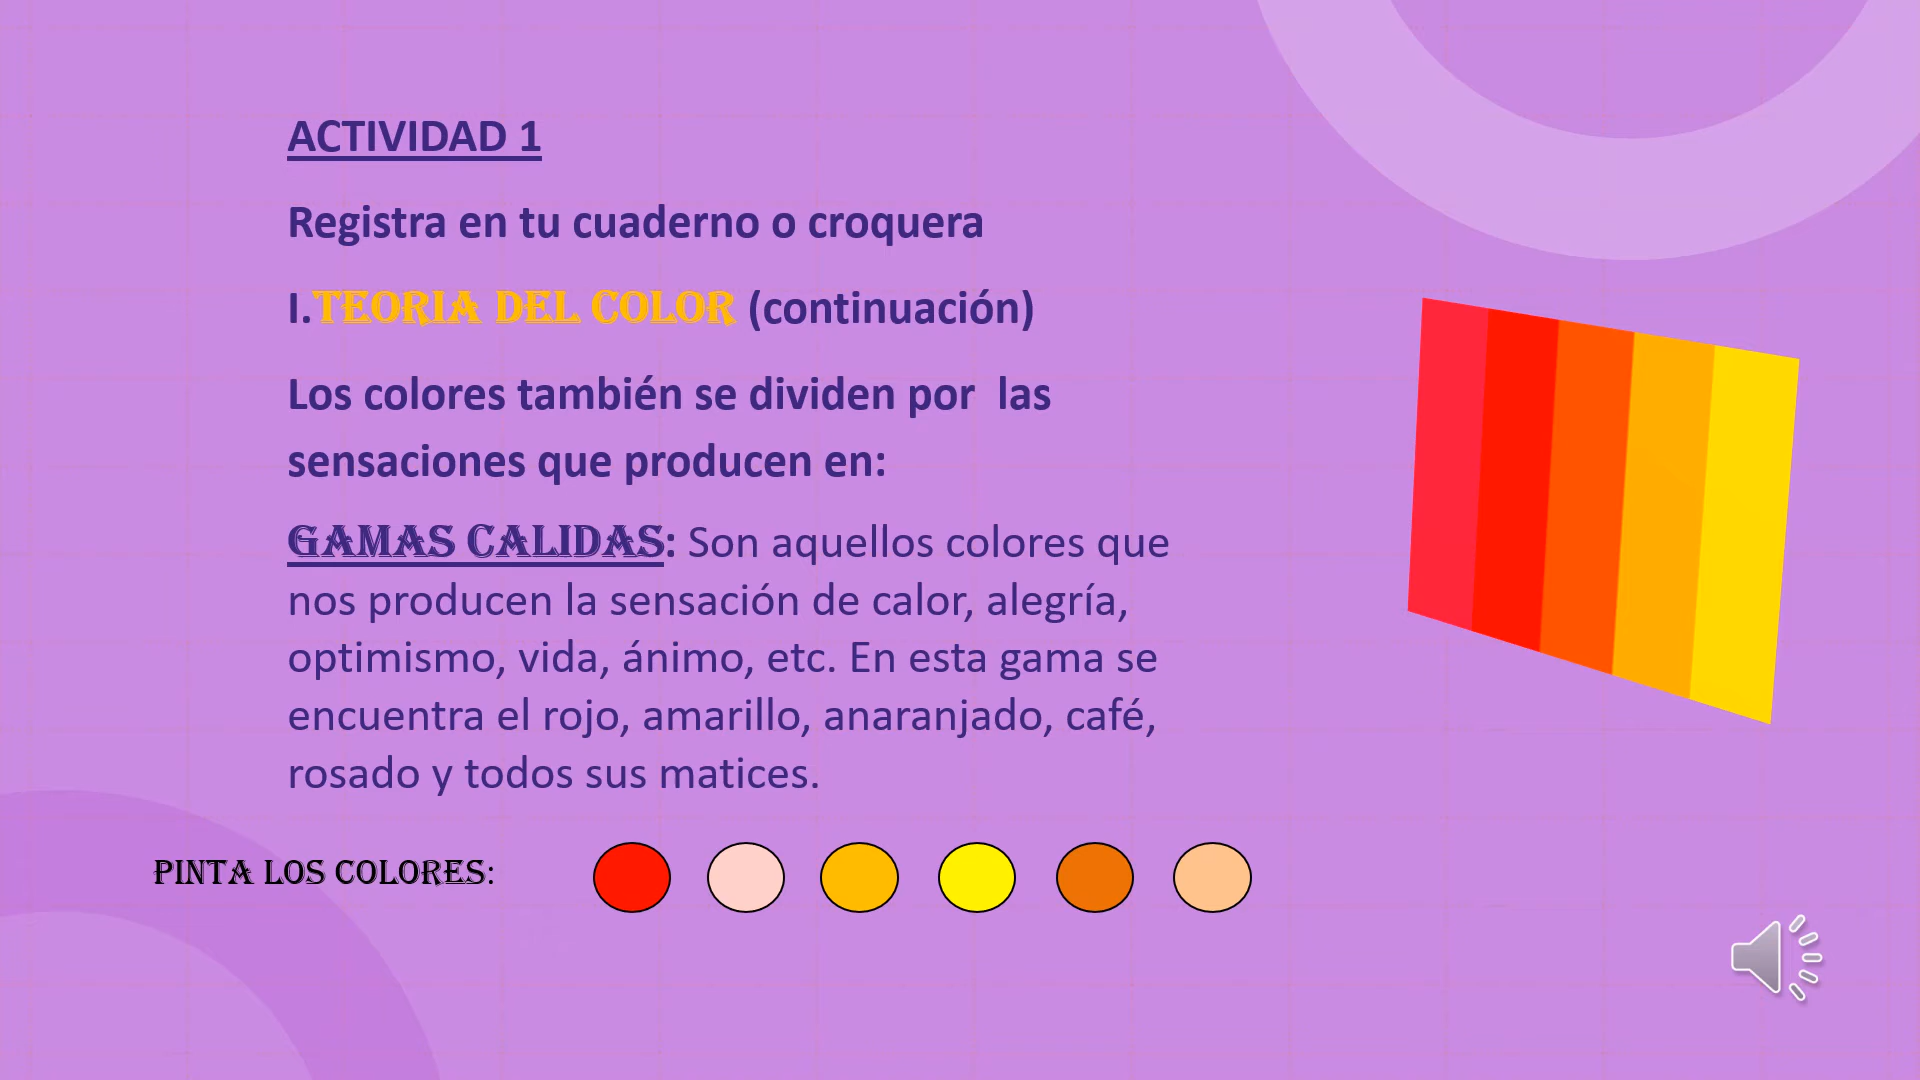 ACTIVIDAD 1
Registra en tu cuaderno o croquera
I.TEORIA DEL COLOR (continuación)
Los colores también se dividen por  las
sensaciones que producen en:
GAMAS CALIDAS: Son aquellos colores que
nos producen la sensación de calor, alegría,
optimismo, vida, ánimo, etc. En esta gama se
encuentra el rojo, amarillo, anaranjado, café,
rosado y todos sus matices.
PINTA LOS COLORES: